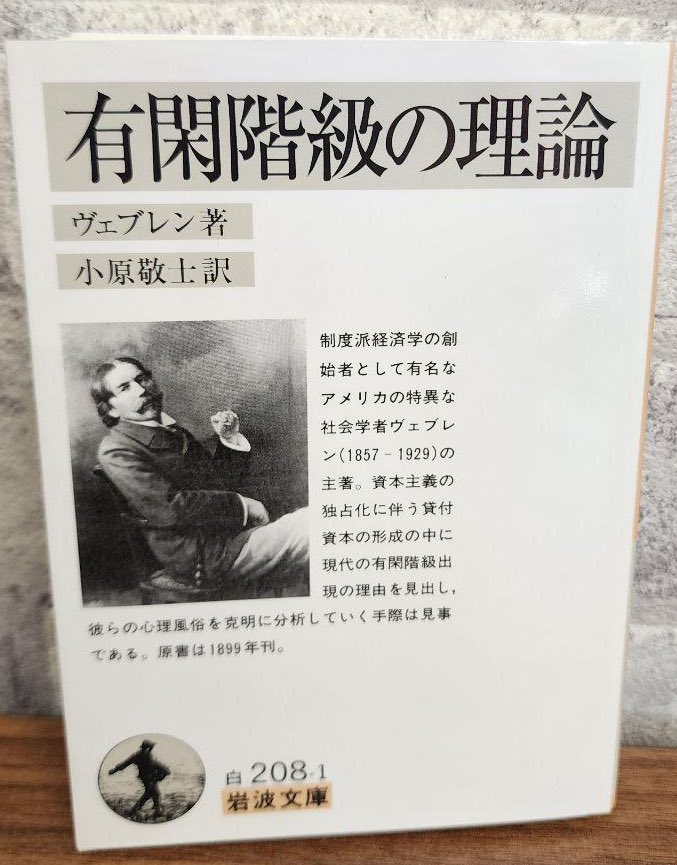 有閑階級の理論
ヴェブレン著
小原敬士訳
制度派経済学の創
始者として有名な
アメリカの特異な
社会学者ヴェブレ
ン(1857－1929)の
主著。資本主義の
独占化に伴う貸付
資本の形成の中に
現代の有閑階級出
現の理由を見出し，
彼らの心理風俗を克明に分析していく手際は見事
である。原書は1899年刊。
白 208-1
岩波文庫